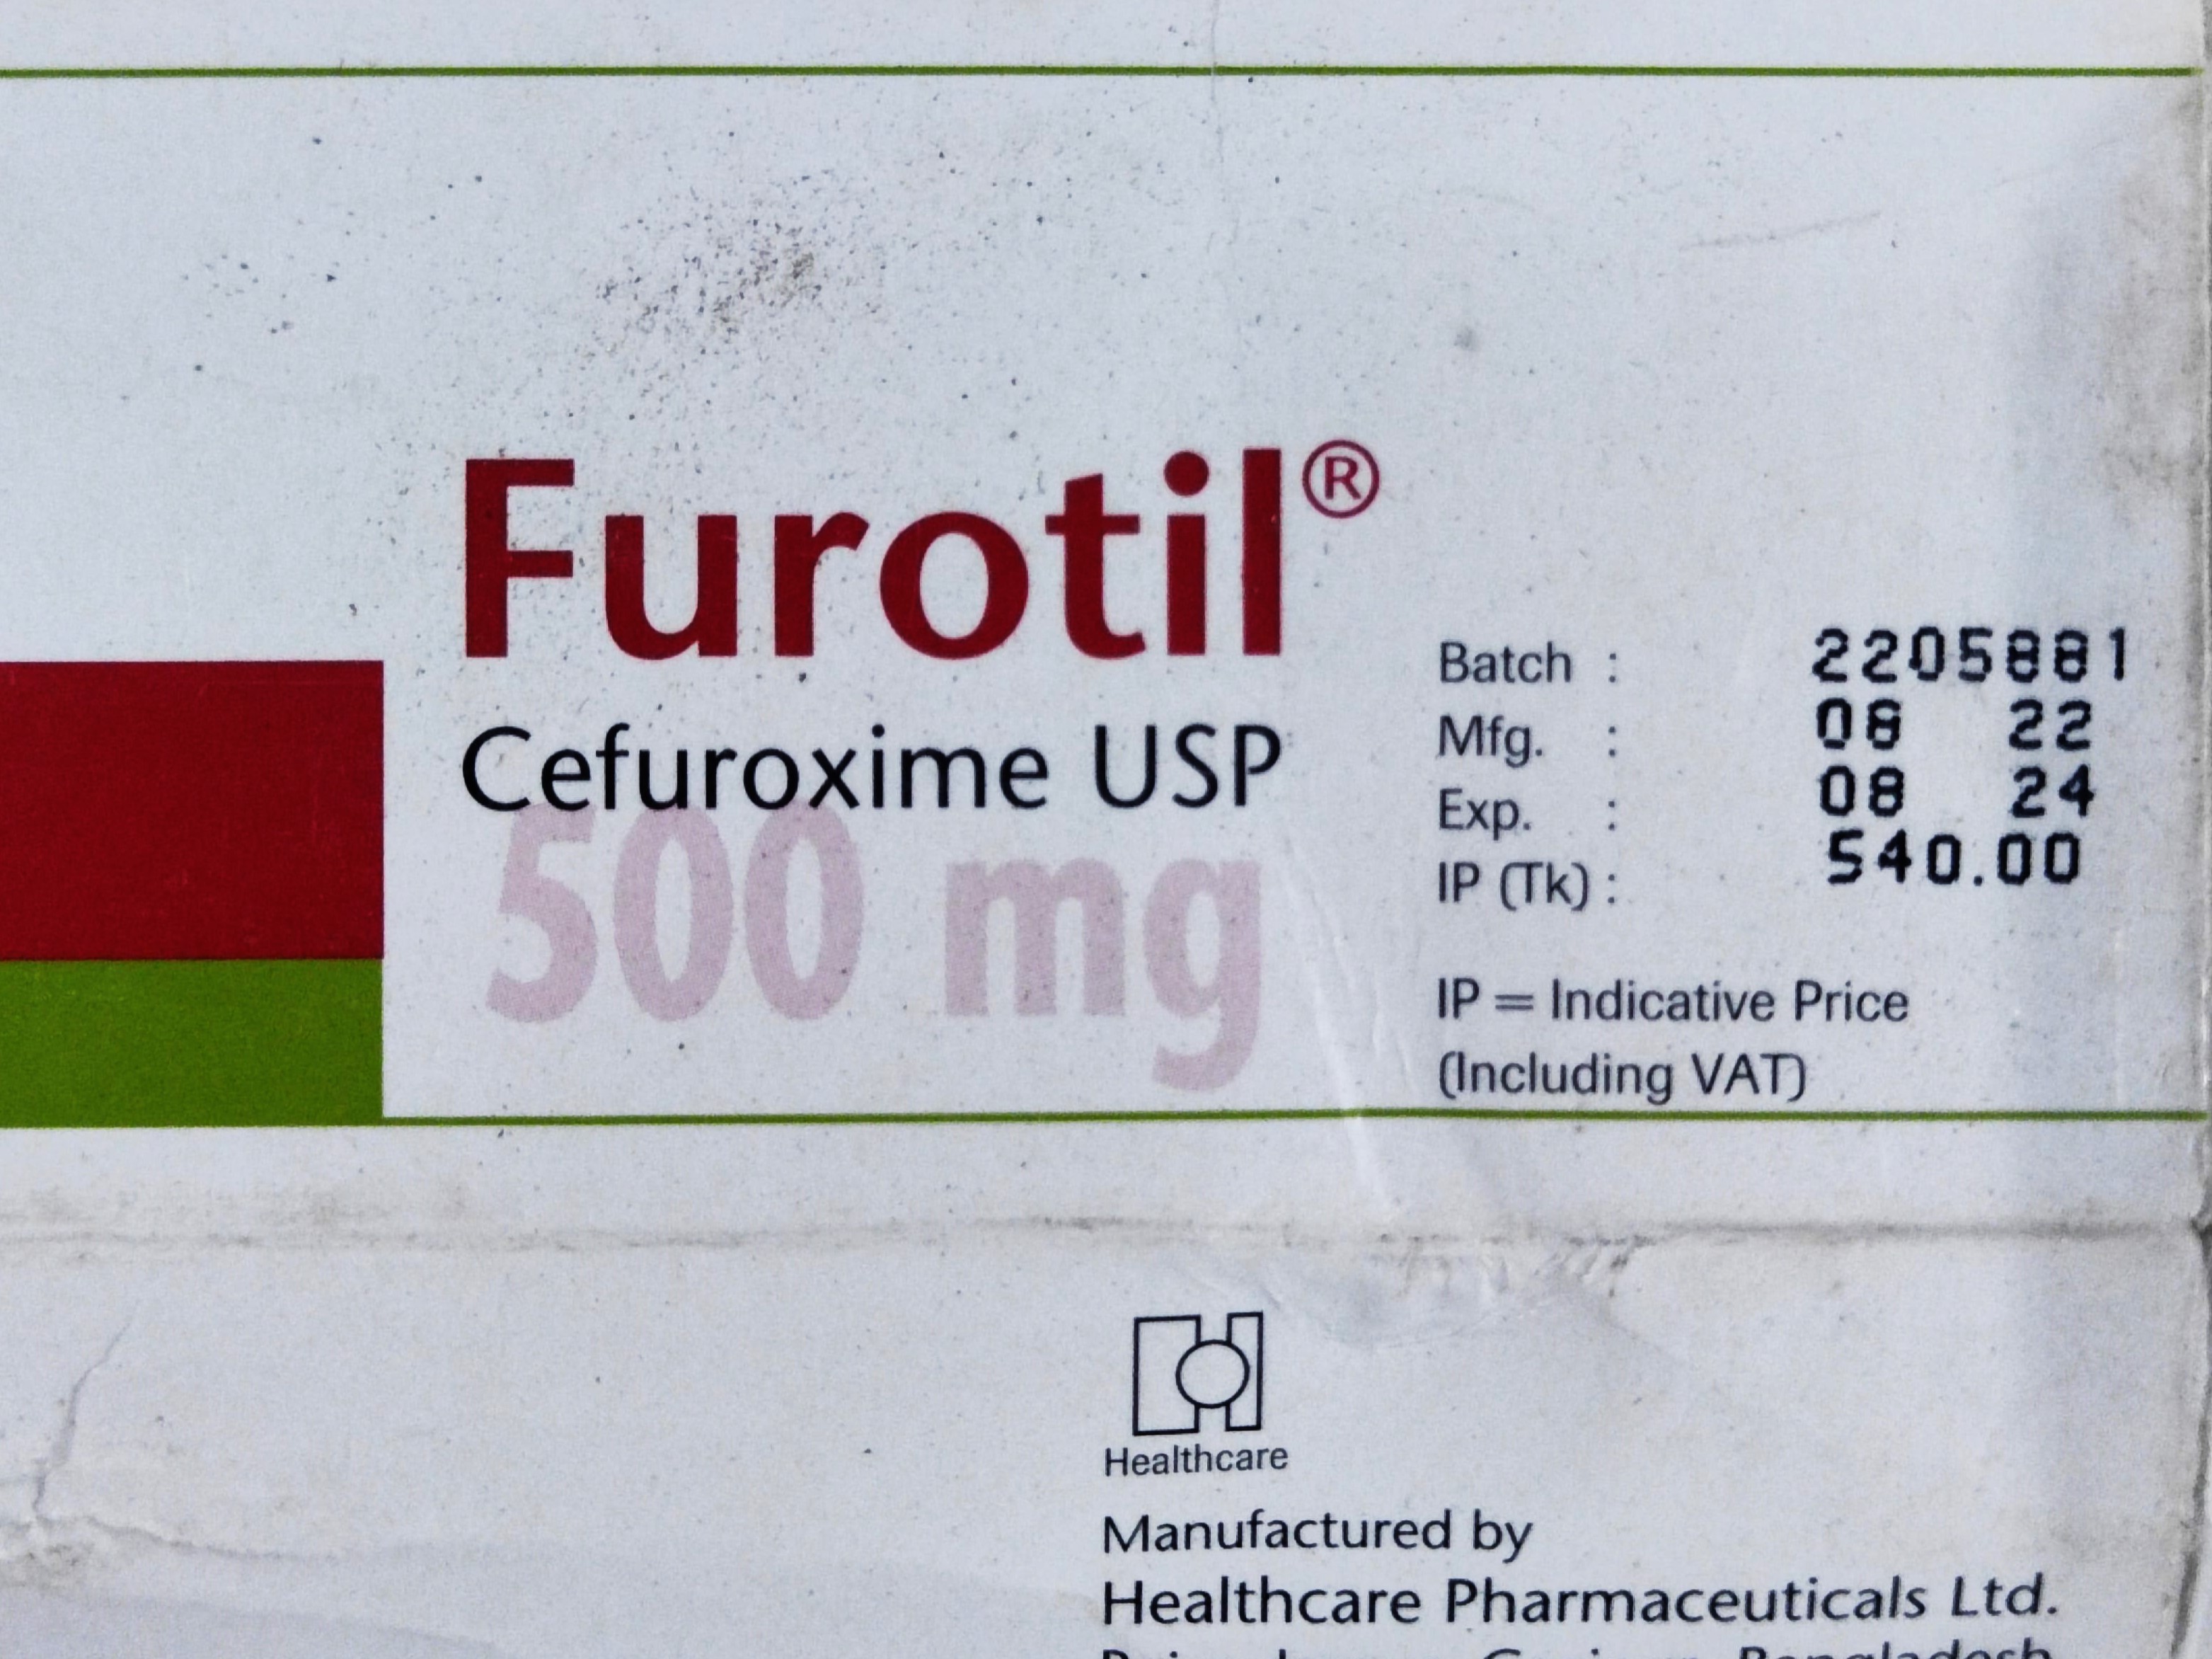 Furotil®
Cefuroxime USP
500 mg
Batch : 2205881
Mfg. : 08 22
Exp. : 08 24
IP (Tk) : 540.00
IP = Indicative Price
(Including VAT)
Healthcare
Manufactured by
Healthcare Pharmaceuticals Ltd.
Bangladesh